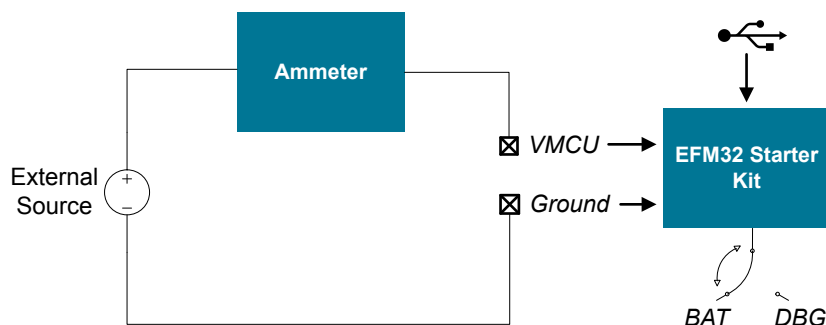 Ammeter
External
Source
+
−
VMCU
Ground
EFM32 Starter
Kit
BAT
DBG